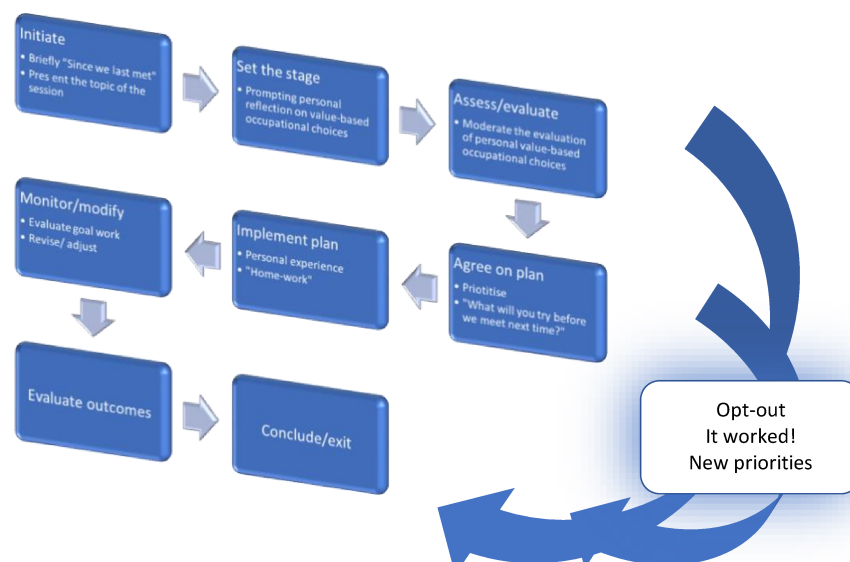 Initiate
• Briefly "Since we last met"
• Pres ent the topic of the
session
Set the stage
• Prompting personal
reflection on value-based
occupational choices
Assess/evaluate
• Moderate the evaluation
of personal value-based
occupational choices
Agree on plan
• Priotitise
• "What will you try before
we meet next time?"
Implement plan
• Personal experience
• "Home-work"
Monitor/modify
• Evaluate goal work
• Revise/ adjust
Evaluate outcomes
Conclude/exit
Opt-out
It worked!
New priorities